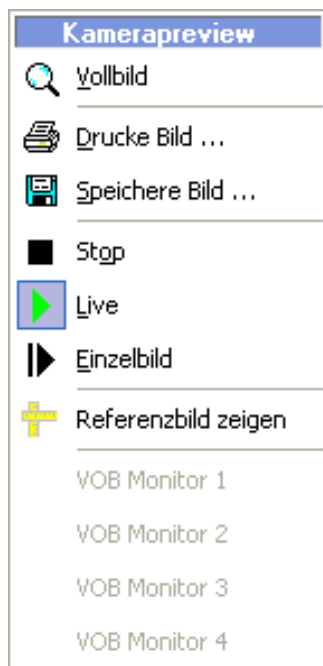 Kamerapreview
Vollbild
Drucke Bild ...
Speichere Bild ...
Stop
Live
Einzelbild
Referenzbild zeigen
VOB Monitor 1
VOB Monitor 2
VOB Monitor 3
VOB Monitor 4